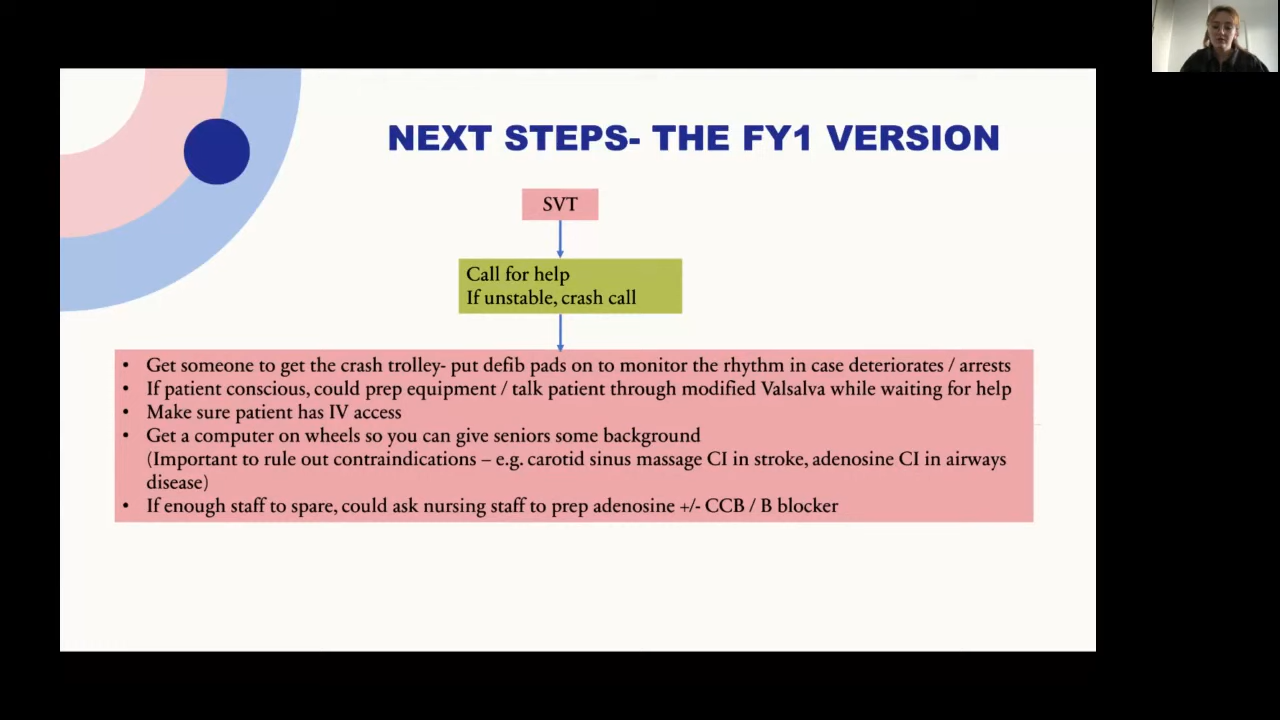 NEXT STEPS- THE FY1 VERSION
SVT
Call for help
If unstable, crash call
• Get someone to get the crash trolley- put defib pads on to monitor the rhythm in case deteriorates / arrests
• If patient conscious, could prep equipment / talk patient through modified Valsalva while waiting for help
• Make sure patient has IV access
• Get a computer on wheels so you can give seniors some background
(Important to rule out contraindications – e.g. carotid sinus massage CI in stroke, adenosine CI in airways
disease)
• If enough staff to spare, could ask nursing staff to prep adenosine +/- CCB / B blocker